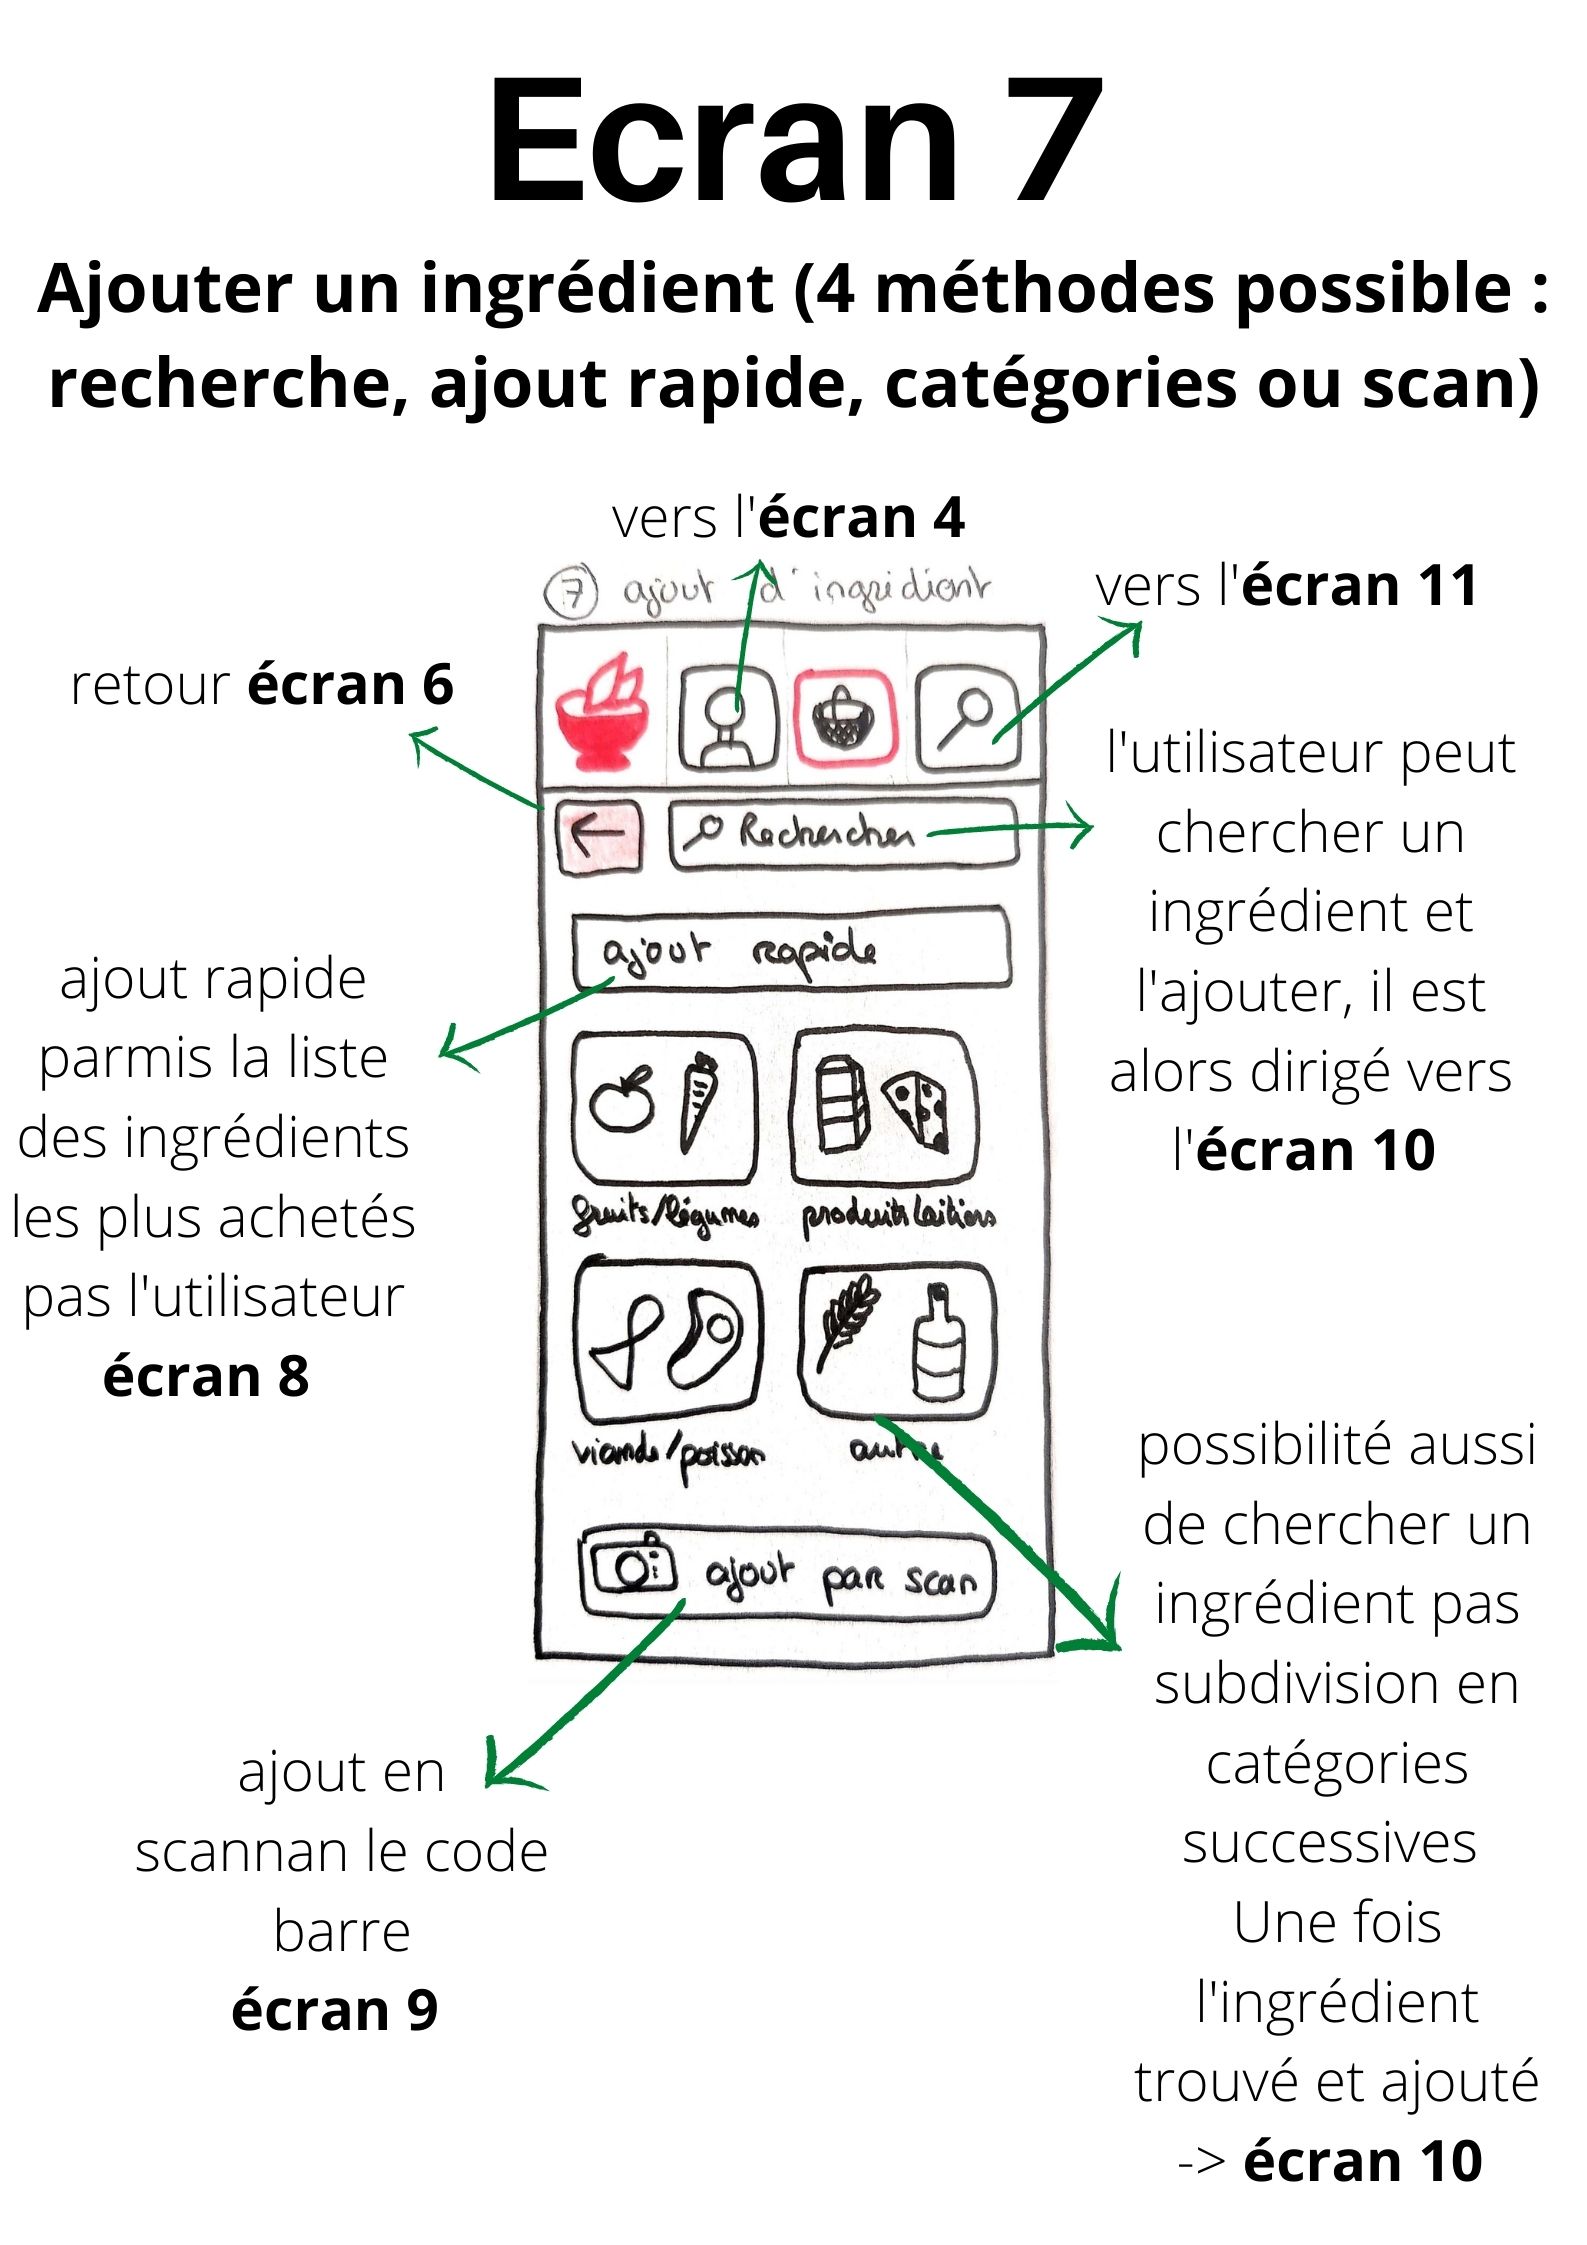 Ecran 7
Ajouter un ingrédient (4 méthodes possible :
recherche, ajout rapide, catégories ou scan)
vers l'écran 4
vers l'écran 11
7 ajout d'ingrédient
retour écran 6
Rechercher
l'utilisateur peut
chercher un
ingrédient et
l'ajouter, il est
alors dirigé vers
l'écran 10
ajout rapide
ajout rapide
parmis la liste
des ingrédients
les plus achetés
pas l'utilisateur
écran 8
fruits/légumes
produits laitiers
viande/poisson
autre
ajout par scan
possibilité aussi
de chercher un
ingrédient pas
subdivision en
catégories
successives
Une fois
l'ingrédient
trouvé et ajouté
-> écran 10
ajout en
scannan le code
barre
écran 9